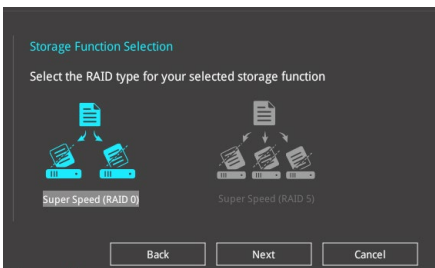 Storage Function Selection
Select the RAID type for your selected storage function
Super Speed (RAID 0)
Super Speed (RAID 5)
Back
Next
Cancel